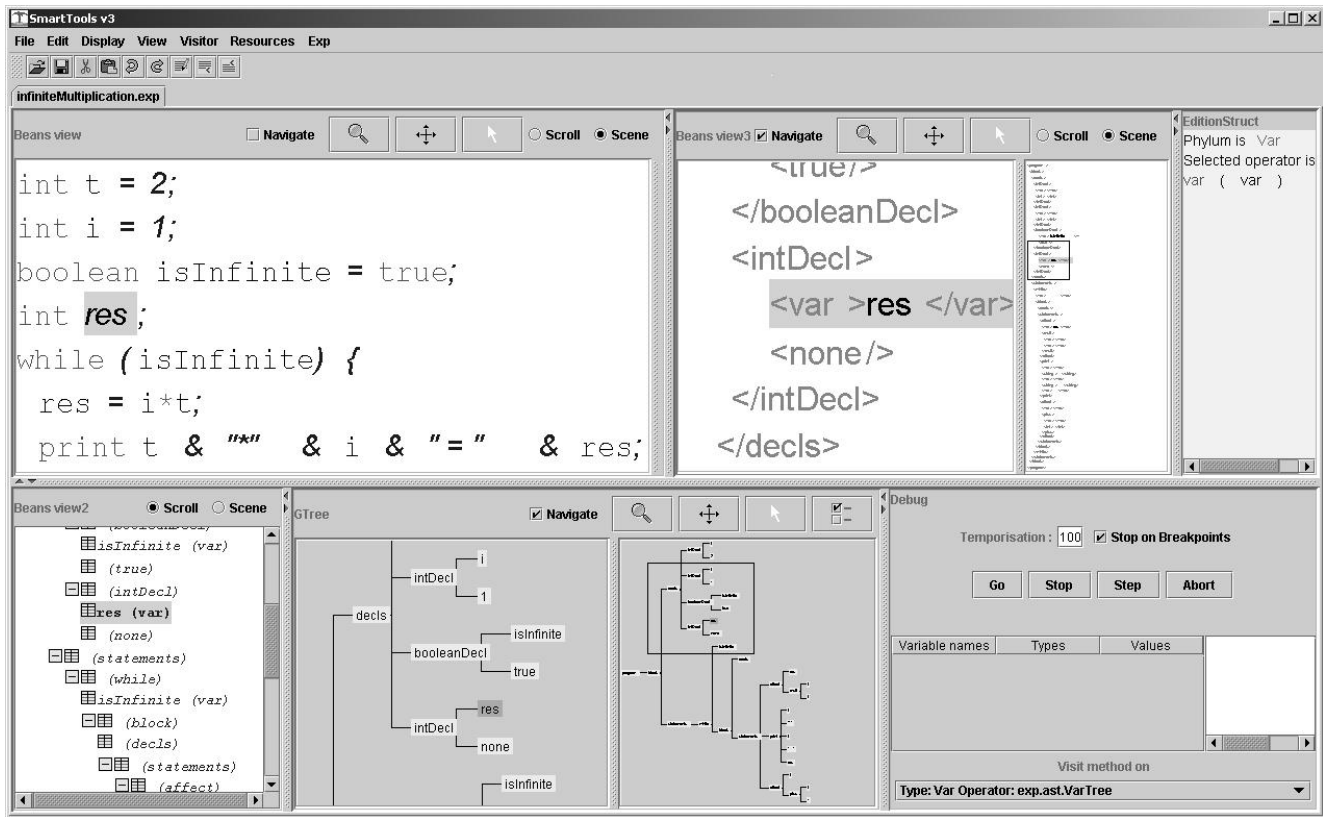 SmartTools v3
File Edit Display View Visitor Resources Exp
infiniteMultiplication.exp
Beans view
Navigate
Scroll
Scene
int t = 2;
int i = 1;
boolean isInfinite = true;
int res ;
while (isInfinite) {
res = i*t;
print t & "*" & i & "=" & res;
Beans view3
Navigate
Scroll
Scene
<true/>
</booleanDecl>
<intDecl>
<var >res </var>
<none/>
</intDecl>
</decls>
EditionStruct
Phylum is Var
Selected operator is
var ( var )
Beans view2
Scroll
Scene
(booleanDecl)
isInfinite (var)
(true)
(intDecl)
res (var)
(none)
(statements)
(while)
isInfinite (var)
(block)
(decls)
(statements)
(affect)
GTree
Navigate
i
intDecl
1
decls
isInfinite
booleanDecl
true
res
intDecl
none
isInfinite
Debug
Temporisation : 100 Stop on Breakpoints
Go Stop Step Abort
Variable names Types Values
Visit method on
Type: Var Operator: exp.ast.VarTree